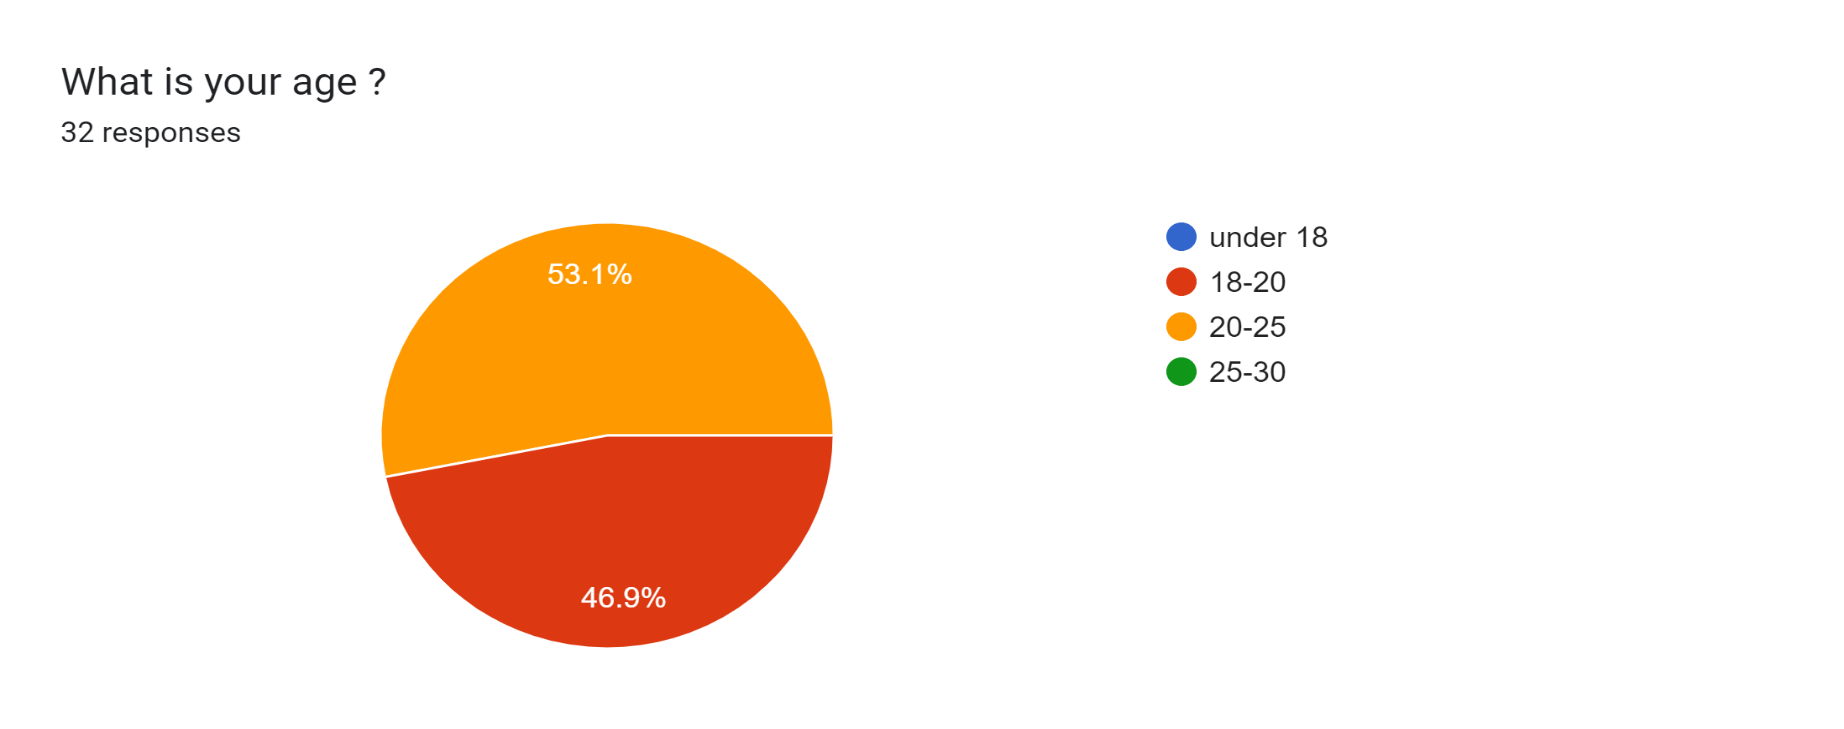 What is your age ?
32 responses
53.1%
46.9%
under 18
18-20
20-25
25-30